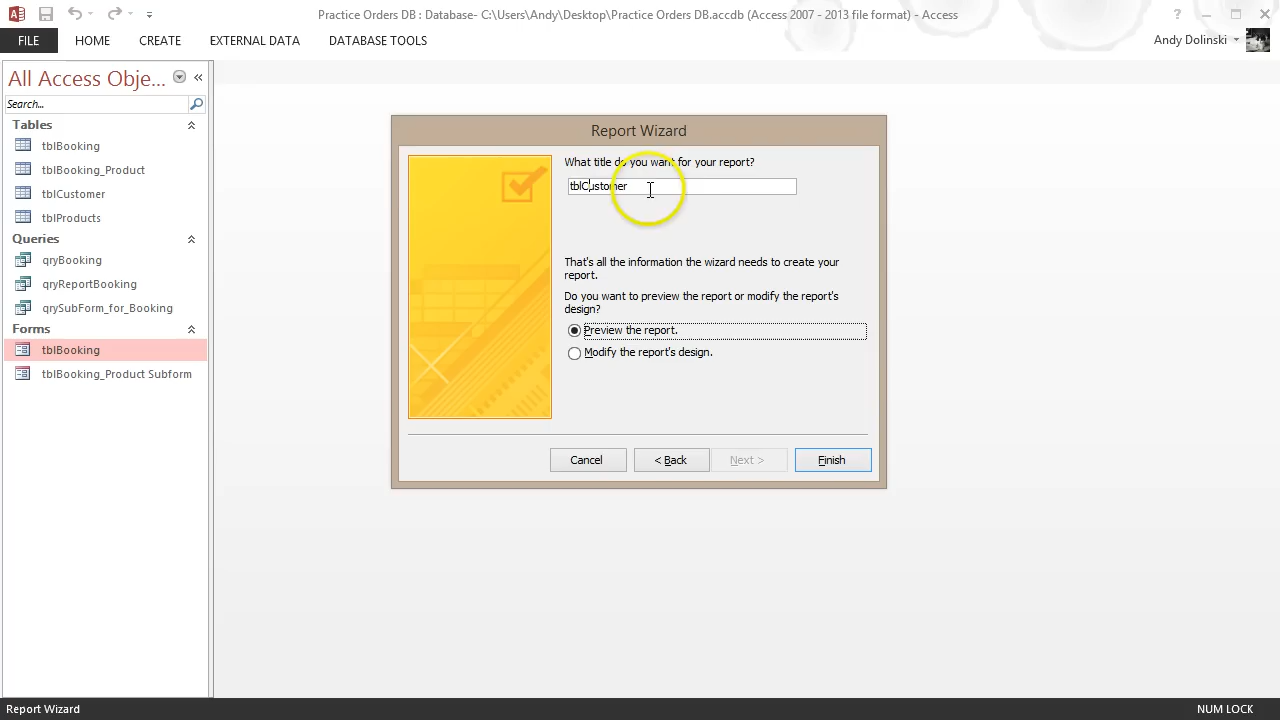 Practice Orders DB : Database- C:\Users\Andy\Desktop\Practice Orders DB.accdb (Access 2007 - 2013 file format) - Access
FILE HOME CREATE EXTERNAL DATA DATABASE TOOLS
Andy Dolinski
All Access Obje...
Search...
Tables
tblBooking
tblBooking_Product
tblCustomer
tblProducts
Queries
qryBooking
qryReportBooking
qrySubForm_for_Booking
Forms
tblBooking
tblBooking_Product Subform
Report Wizard
What title do you want for your report?
tblCustomer
That's all the information the wizard needs to create your
report.
Do you want to preview the report or modify the report's
design?
Preview the report.
Modify the report's design.
Cancel
< Back
Next >
Finish
Report Wizard
NUM LOCK